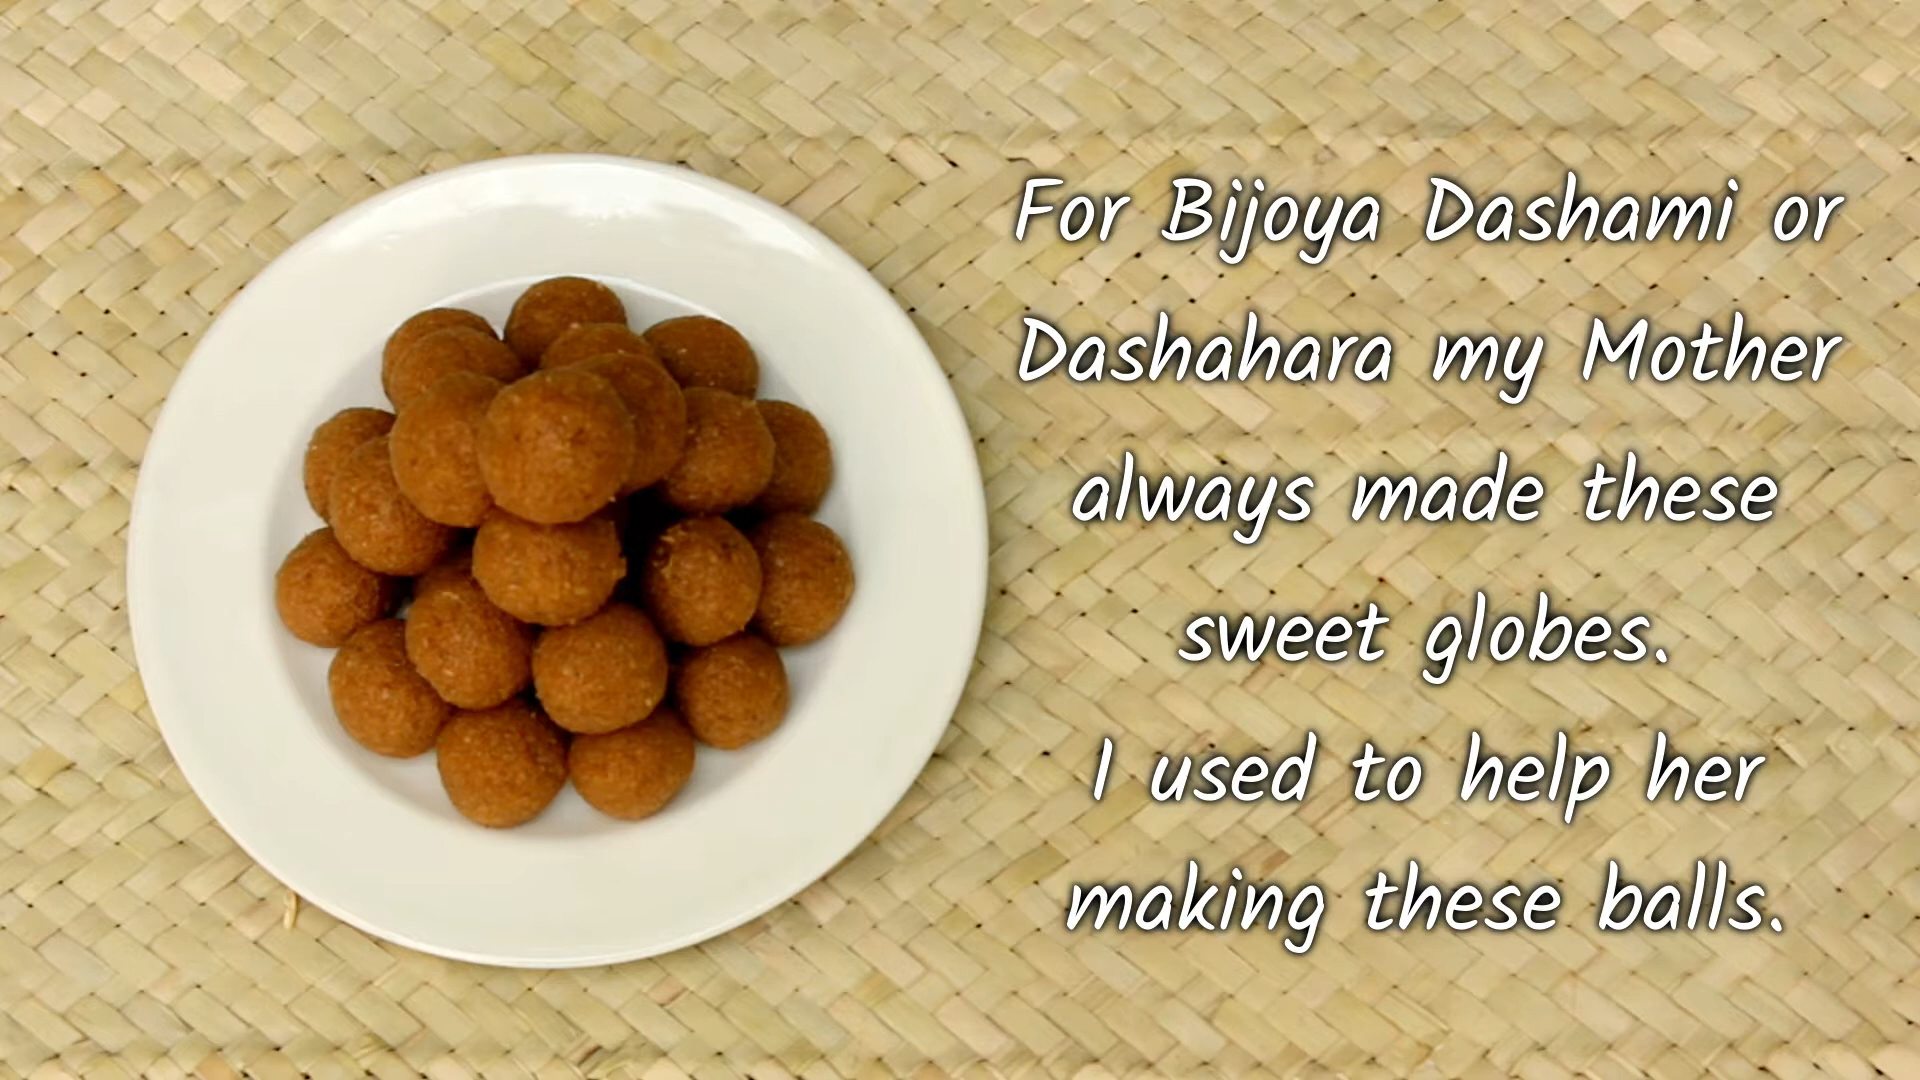 For Bijoya Dashami or
Dashahara my Mother
always made these
sweet globes.
I used to help her
making these balls.